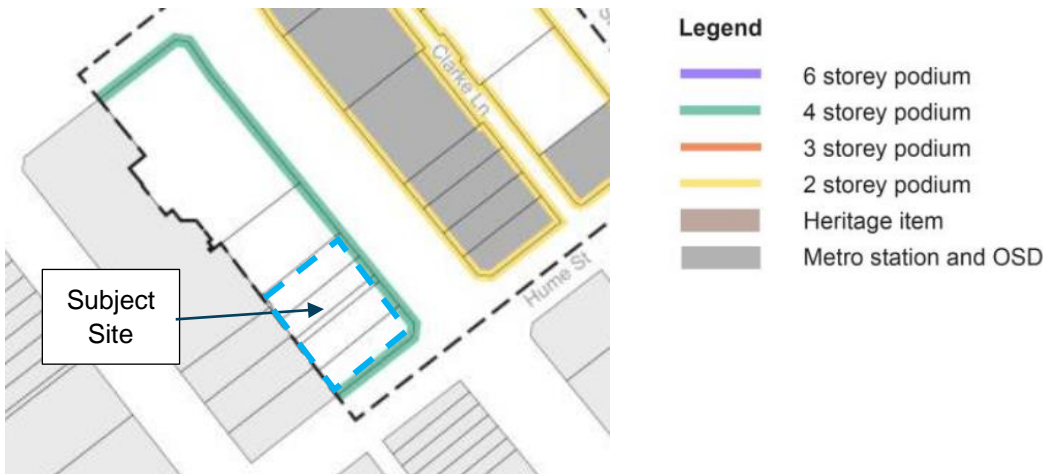 Clarke Ln
Hume St
Subject
Site
Legend
6 storey podium
4 storey podium
3 storey podium
2 storey podium
Heritage item
Metro station and OSD